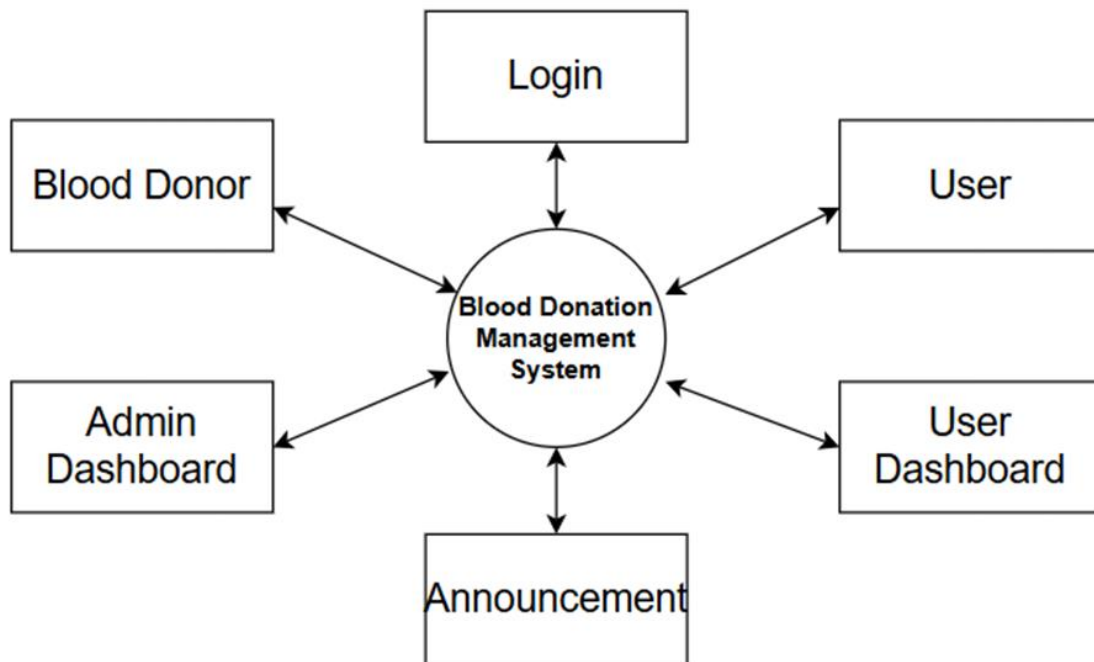 Login
Blood Donor
User
Blood Donation
Management
System
Admin
Dashboard
User
Dashboard
Announcement